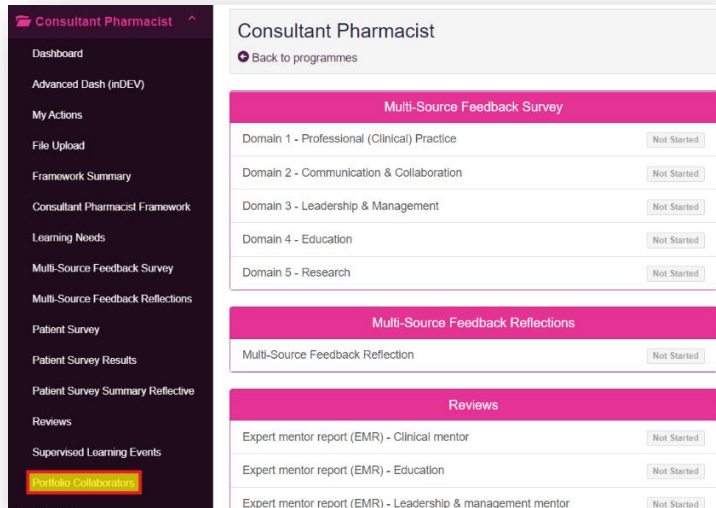 Consultant Pharmacist
Dashboard
Advanced Dash (inDEV)
My Actions
File Upload
Framework Summary
Consultant Pharmacist Framework
Learning Needs
Multi-Source Feedback Survey
Multi-Source Feedback Reflections
Patient Survey
Patient Survey Results
Patient Survey Summary Reflective
Reviews
Supervised Learning Events
Portfolio Collaborators
Consultant Pharmacist
Back to programmes
Multi-Source Feedback Survey
Domain 1 - Professional (Clinical) Practice Not Started
Domain 2 - Communication & Collaboration Not Started
Domain 3 - Leadership & Management Not Started
Domain 4 - Education Not Started
Domain 5 - Research Not Started
Multi-Source Feedback Reflections
Multi-Source Feedback Reflection Not Started
Reviews
Expert mentor report (EMR) - Clinical mentor Not Started
Expert mentor report (EMR) - Education Not Started
Expert mentor report (EMR) - Leadership & management mentor Not Started